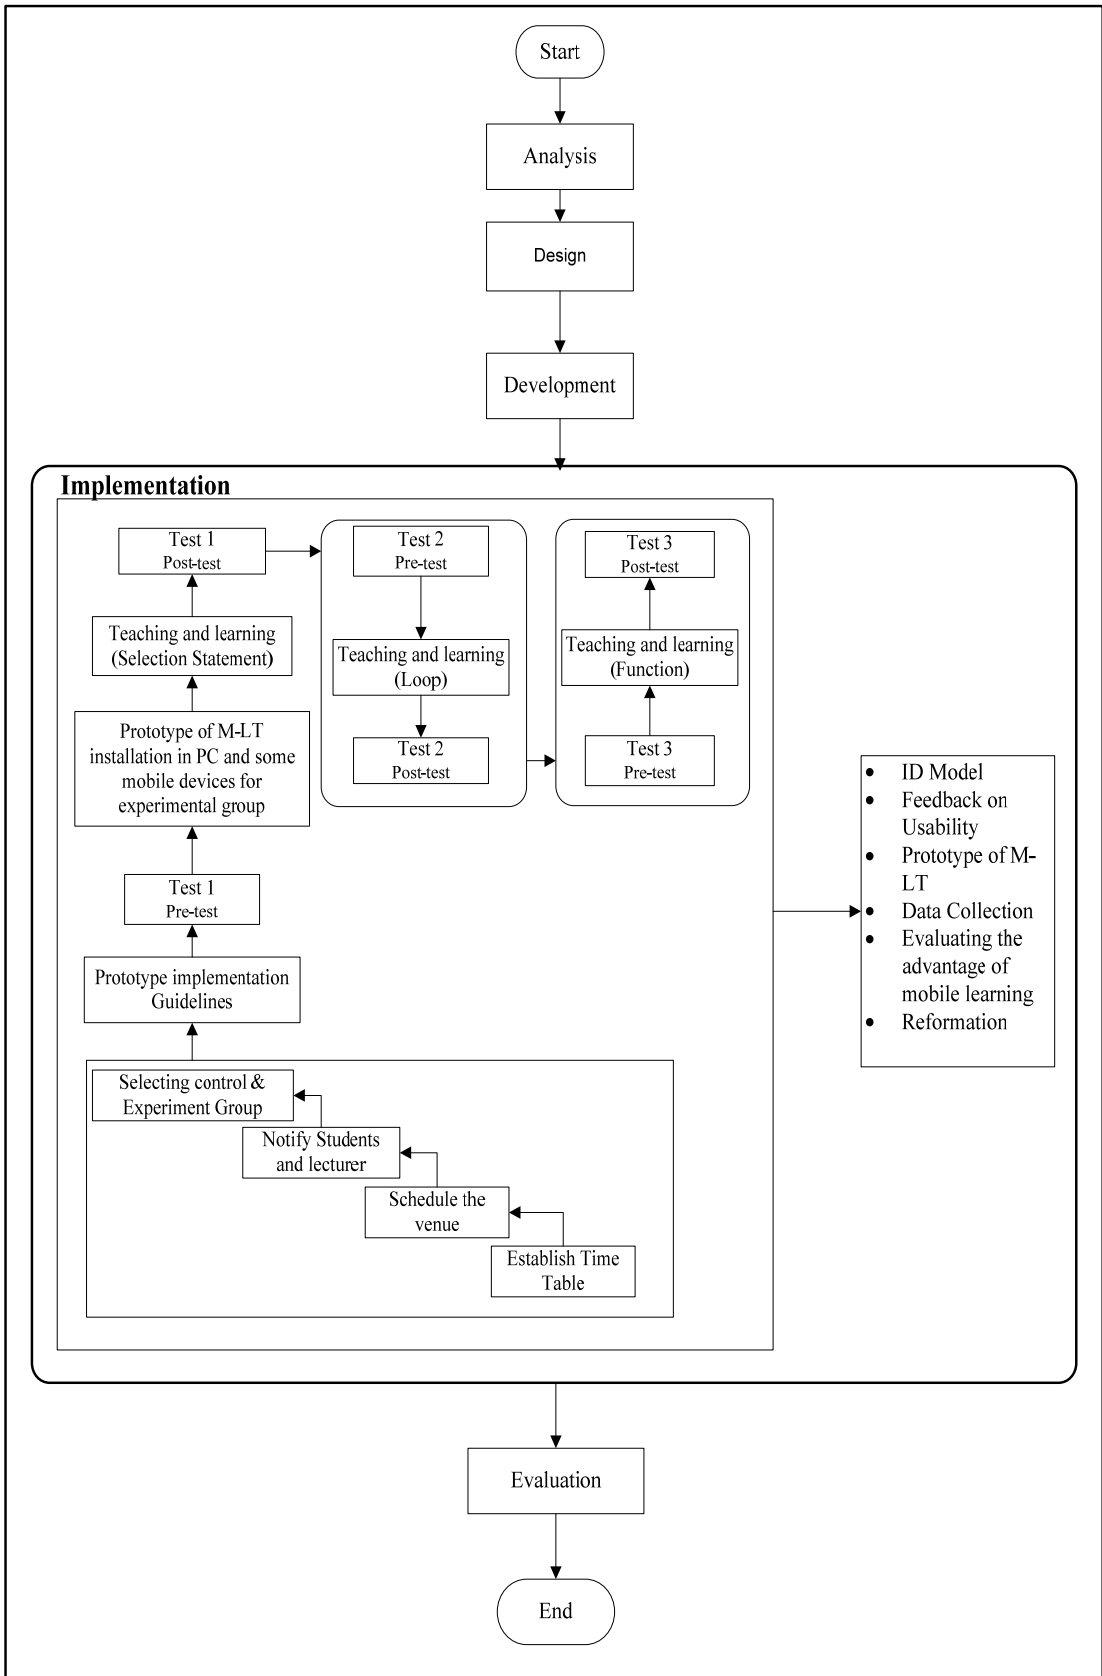 Start
Analysis
Design
Development
Implementation
Test 1
Post-test
Teaching and learning
(Selection Statement)
Prototype of M-LT
installation in PC and some
mobile devices for
experimental group
Test 1
Pre-test
Prototype implementation
Guidelines
Selecting control &
Experiment Group
Notify Students
and lecturer
Schedule the
venue
Establish Time
Table
Test 2
Pre-test
Teaching and learning
(Loop)
Test 2
Post-test
Test 3
Post-test
Teaching and learning
(Function)
Test 3
Pre-test
• ID Model
• Feedback on
Usability
• Prototype of M-
LT
• Data Collection
• Evaluating the
advantage of
mobile learning
• Reformation
Evaluation
End